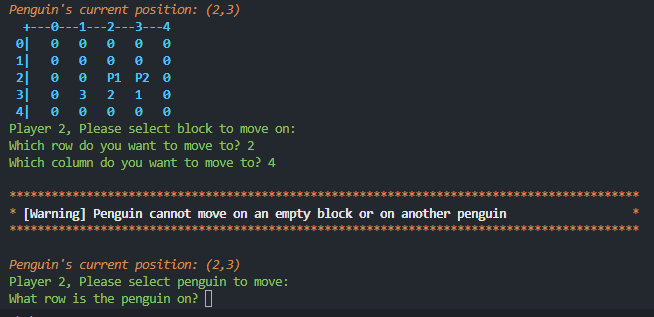 Penguin's current position: (2,3)
+---0---1---2---3---4
0|   0   0   0   0   0
1|   0   0   0   0   0
2|   0   0   P1  P2  0
3|   0   3   2   1   0
4|   0   0   0   0   0
Player 2, Please select block to move on:
Which row do you want to move to? 2
Which column do you want to move to? 4
******************************************************************************************
* [Warning] Penguin cannot move on an empty block or on another penguin                  *
******************************************************************************************
Penguin's current position: (2,3)
Player 2, Please select penguin to move:
What row is the penguin on?